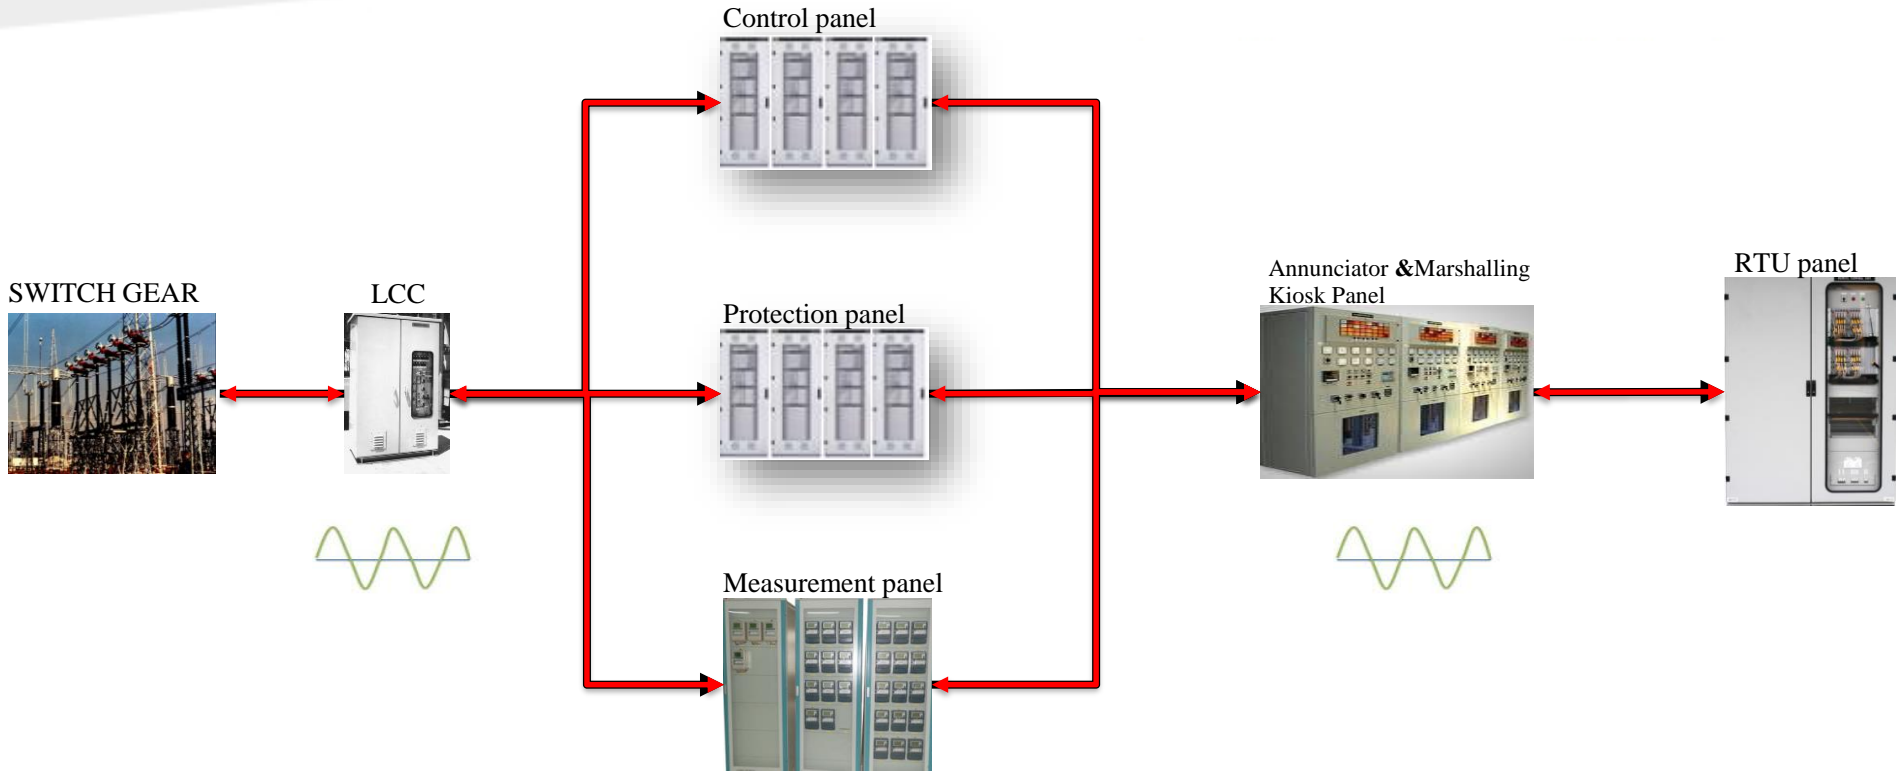 Control panel
SWITCH GEAR
LCC
Protection panel
Annunciator &Marshalling
Kiosk Panel
RTU panel
Measurement panel